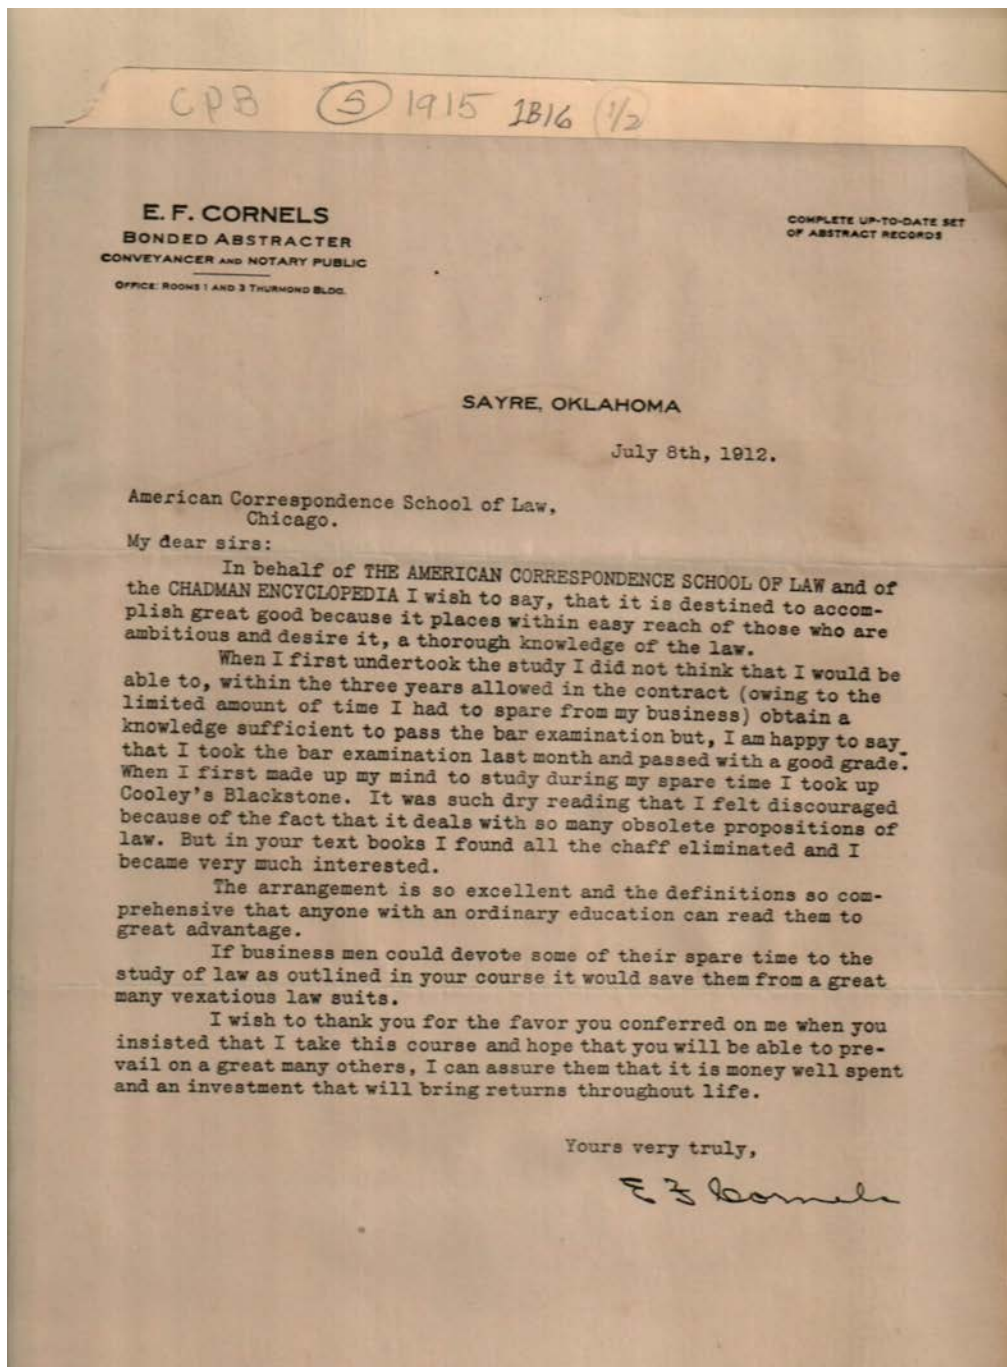 CPB (5) 1915 1B16 (1/2)
E. F. CORNELS
BONDED ABSTRACTER
CONVEYANCER AND NOTARY PUBLIC
OFFICE: ROOMS 1 AND 3 THURMOND BLDG.
COMPLETE UP-TO-DATE SET
OF ABSTRACT RECORDS
SAYRE, OKLAHOMA
July 8th, 1912.
American Correspondence School of Law,
Chicago.
My dear sirs:
In behalf of THE AMERICAN CORRESPONDENCE SCHOOL OF LAW and of
the CHADMAN ENCYCLOPEDIA I wish to say, that it is destined to accom-
plish great good because it places within easy reach of those who are
ambitious and desire it, a thorough knowledge of the law.
When I first undertook the study I did not think that I would be
able to, within the three years allowed in the contract (owing to the
limited amount of time I had to spare from my business) obtain a
knowledge sufficient to pass the bar examination but, I am happy to say
that I took the bar examination last month and passed with a good grade.
When I first made up my mind to study during my spare time I took up
Cooley's Blackstone. It was such dry reading that I felt discouraged
because of the fact that it deals with so many obsolete propositions of
law. But in your text books I found all the chaff eliminated and I
became very much interested.
The arrangement is so excellent and the definitions so com-
prehensive that anyone with an ordinary education can read them to
great advantage.
If business men could devote some of their spare time to the
study of law as outlined in your course it would save them from a great
many vexatious law suits.
I wish to thank you for the favor you conferred on me when you
insisted that I take this course and hope that you will be able to pre-
vail on a great many others, I can assure them that it is money well spent
and an investment that will bring returns throughout life.
Yours very truly,
E F Cornels